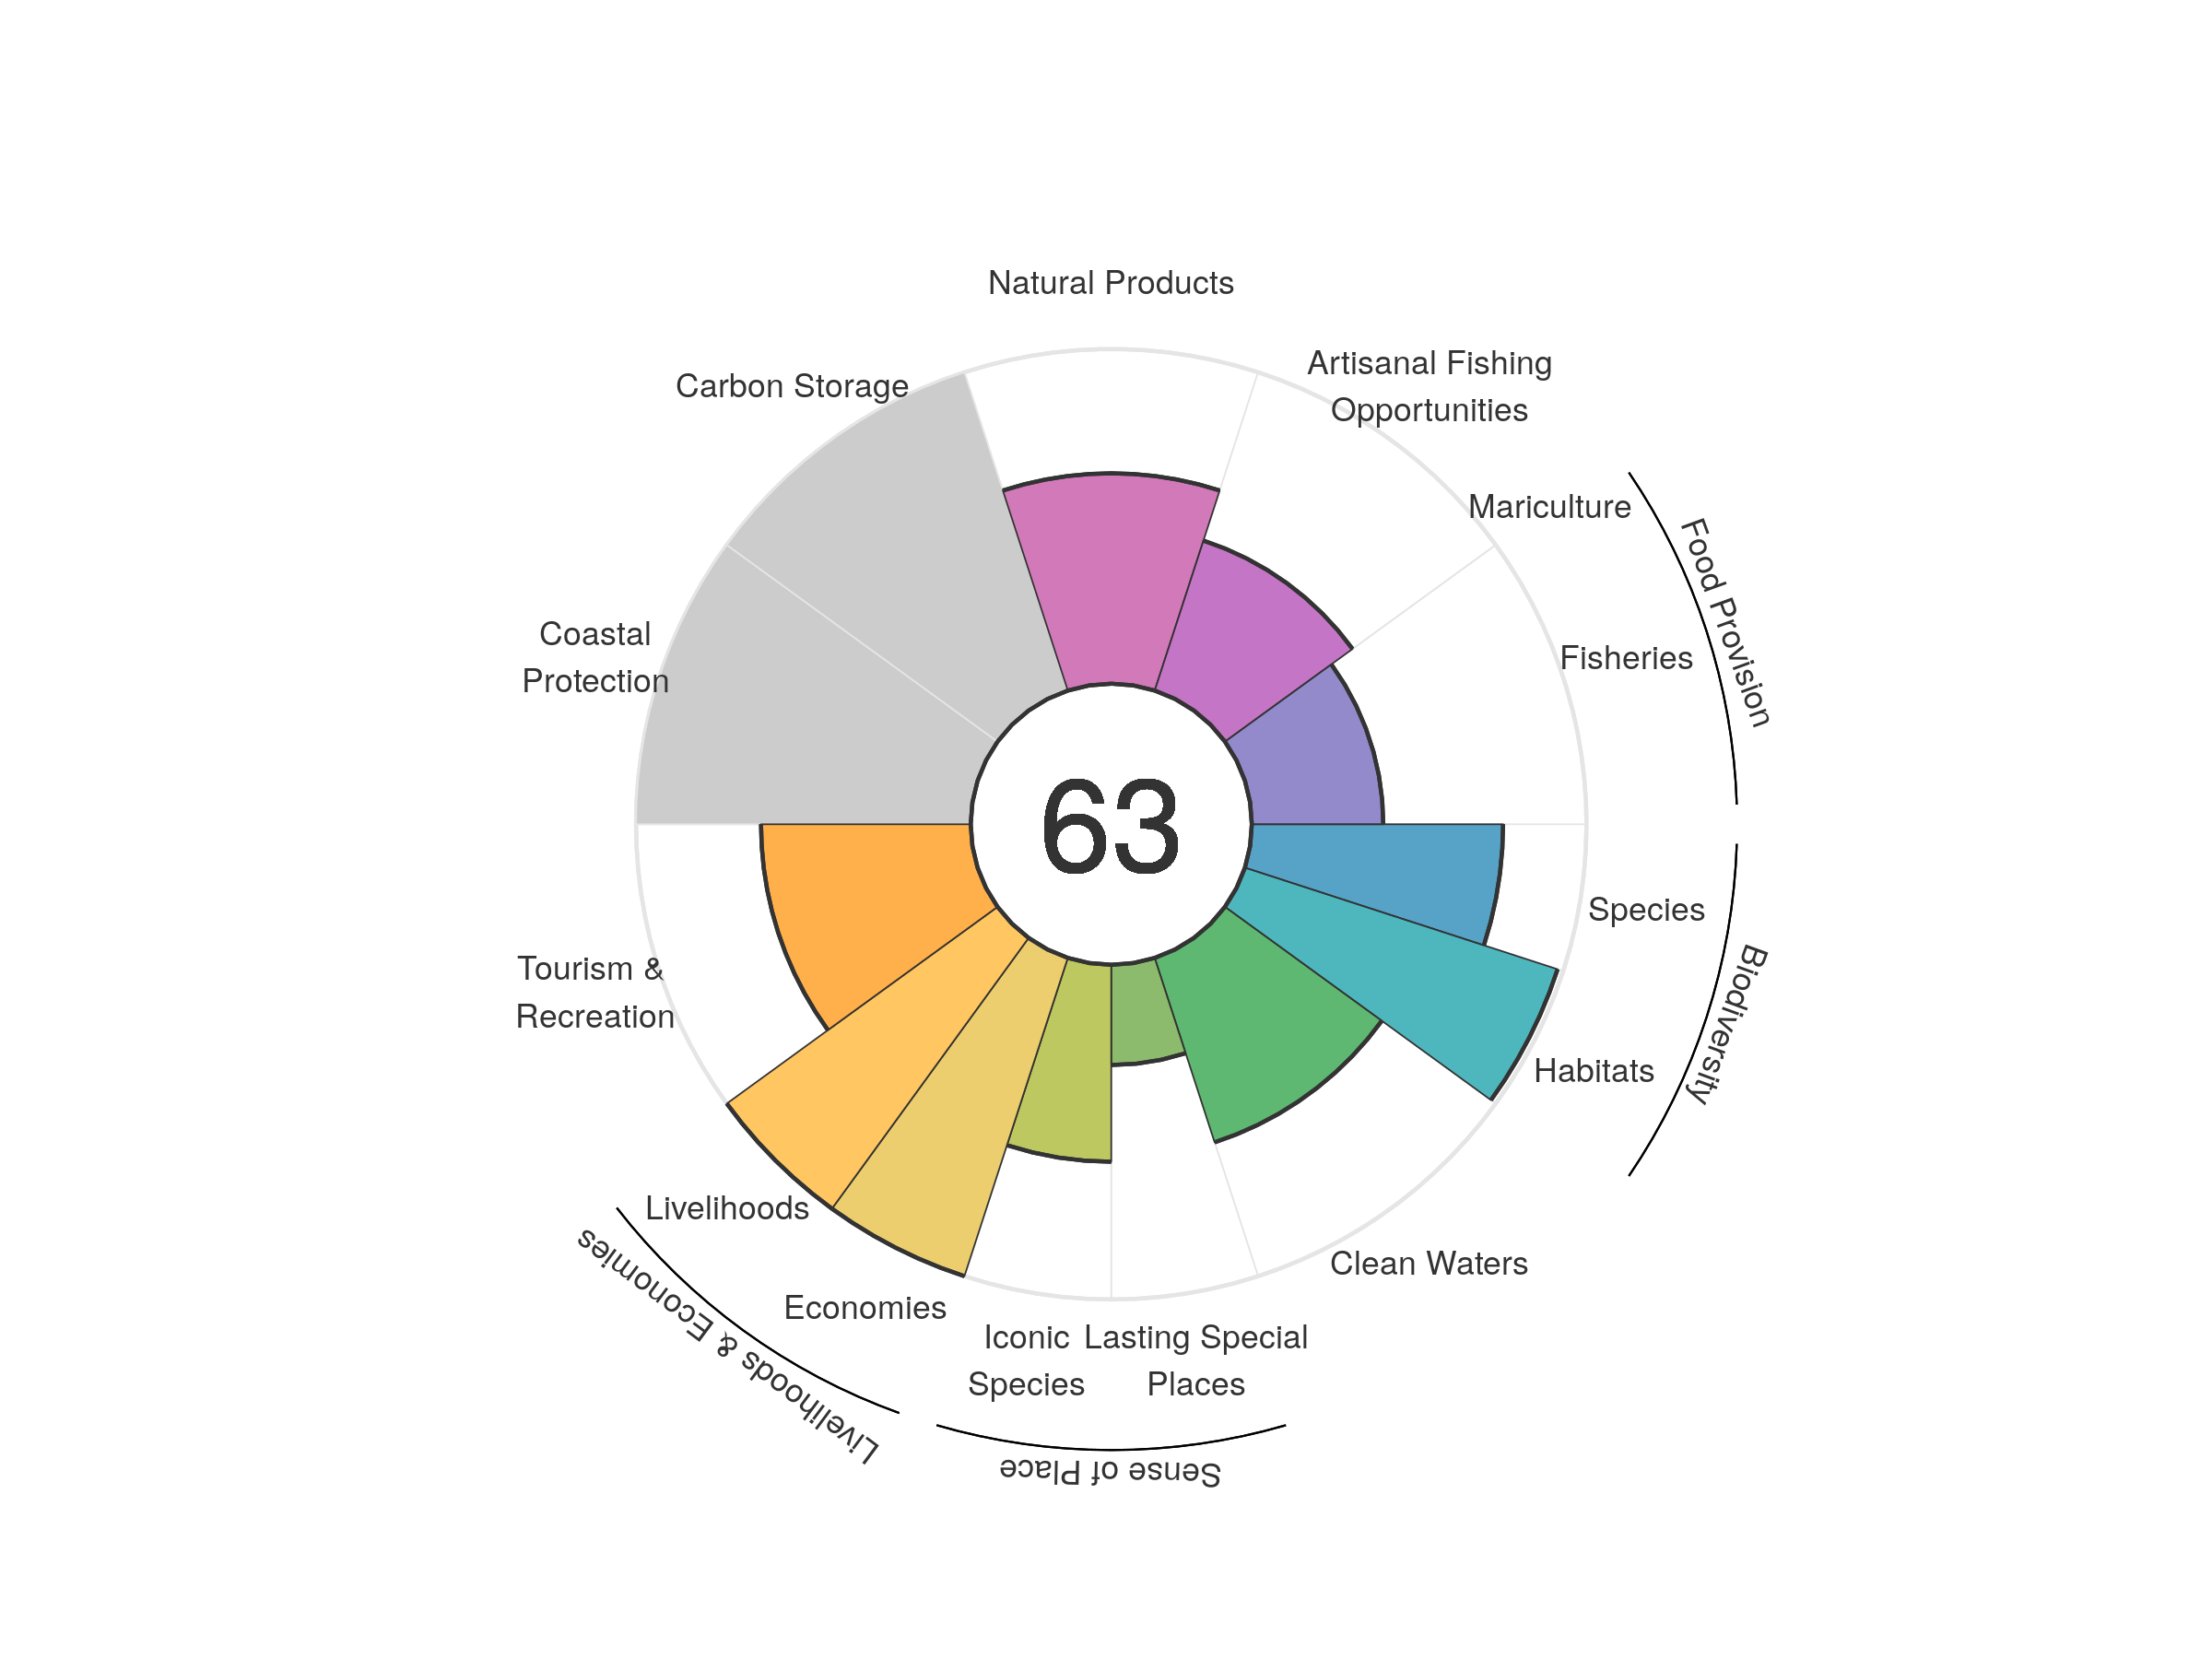 Natural Products
Artisanal Fishing
Opportunities
Carbon Storage
Mariculture
Food Provision
Fisheries
Coastal
Protection
63
Species
Biodiversity
Tourism &
Recreation
Habitats
Livelihoods
Clean Waters
Economies
Livelihoods & Economies
Iconic
Species
Lasting Special
Places
Sense of Place